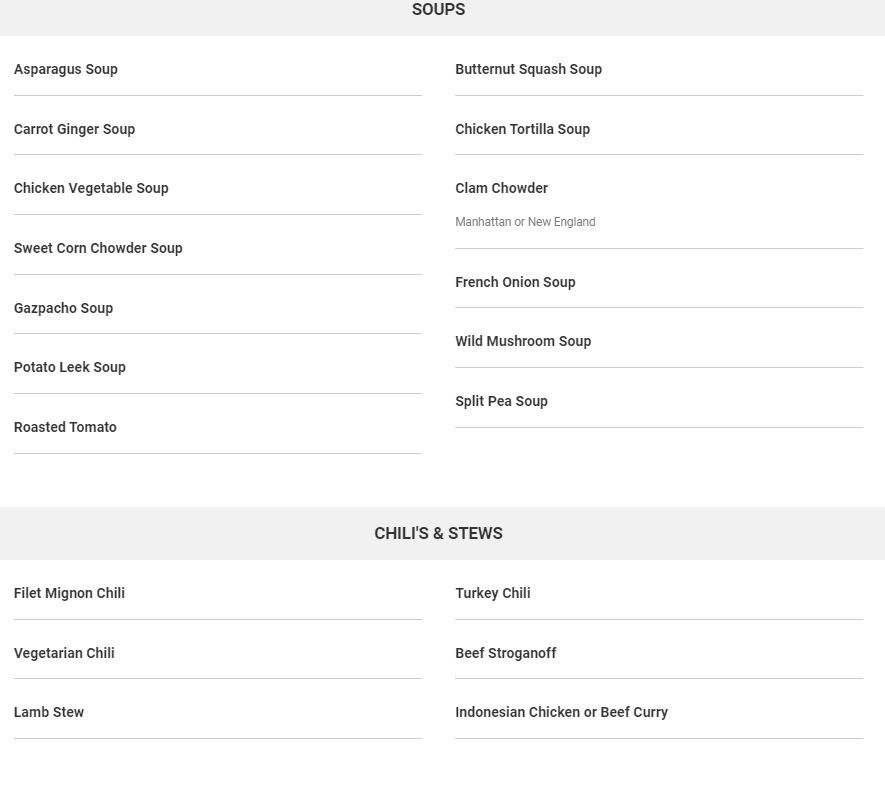 SOUPS
Asparagus Soup
Butternut Squash Soup
Carrot Ginger Soup
Chicken Tortilla Soup
Chicken Vegetable Soup
Clam Chowder
Manhattan or New England
Sweet Corn Chowder Soup
French Onion Soup
Gazpacho Soup
Wild Mushroom Soup
Potato Leek Soup
Split Pea Soup
Roasted Tomato
CHILI'S & STEWS
Filet Mignon Chili
Turkey Chili
Vegetarian Chili
Beef Stroganoff
Lamb Stew
Indonesian Chicken or Beef Curry